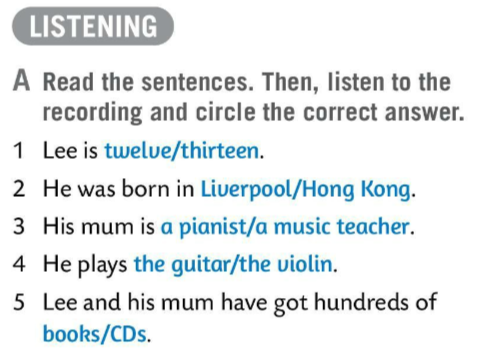 LISTENING
A Read the sentences. Then, listen to the
recording and circle the correct answer.
1 Lee is twelve/thirteen.
2 He was born in Liverpool/Hong Kong.
3 His mum is a pianist/a music teacher.
4 He plays the guitar/the violin.
5 Lee and his mum have got hundreds of
books/CDs.